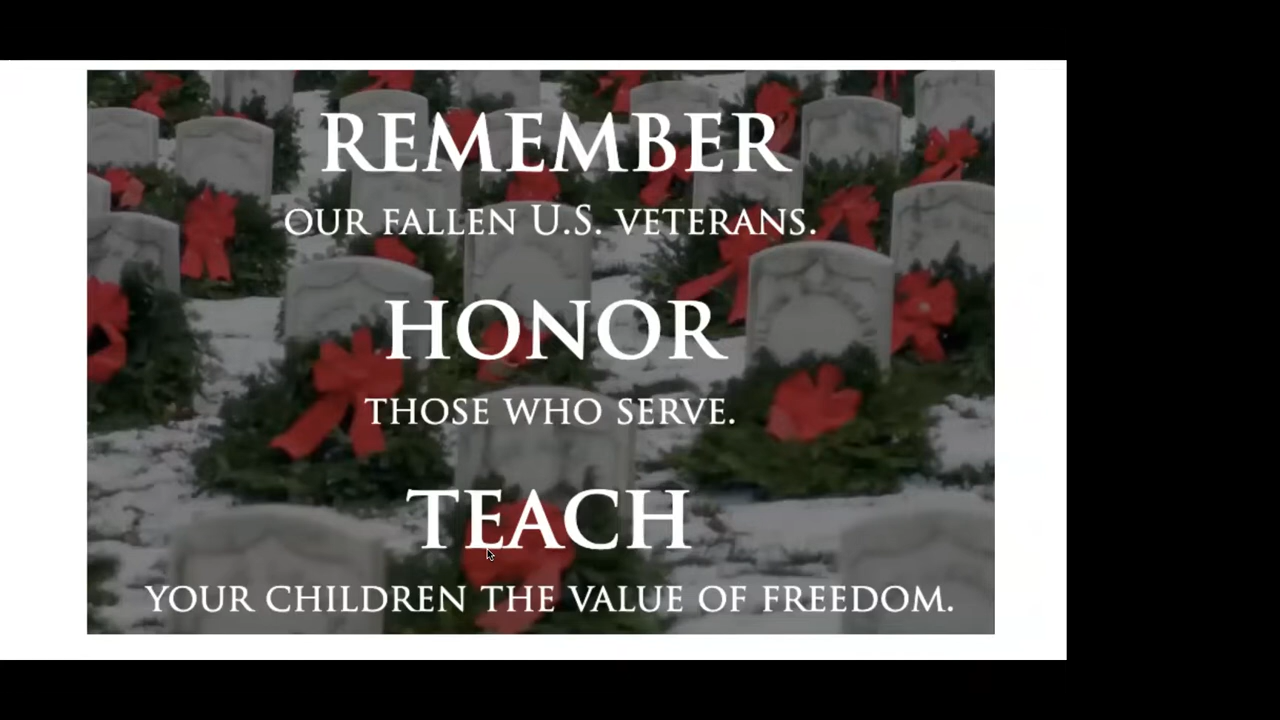 REMEMBER
OUR FALLEN U.S. VETERANS.
HONOR
THOSE WHO SERVE.
TEACH
YOUR CHILDREN THE VALUE OF FREEDOM.